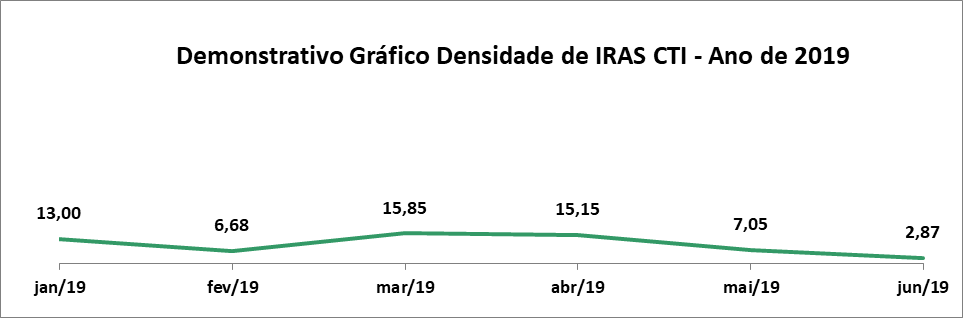 Demonstrativo Gráfico Densidade de IRAS CTI - Ano de 2019
13,00 6,68 15,85 15,15 7,05 2,87
jan/19 fev/19 mar/19 abr/19 mai/19 jun/19